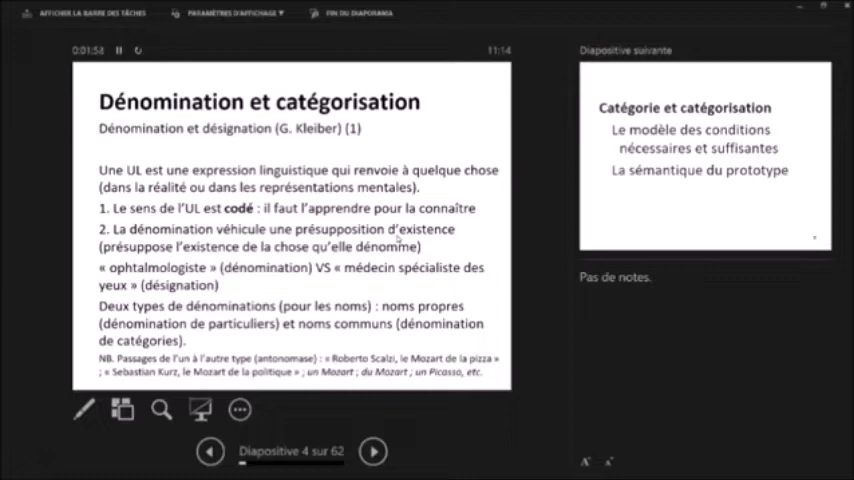 AFFICHER LA BARRE DES TÂCHES PARAMÈTRES D'AFFICHAGE ▼ FIN DU DIAPORAMA
0:01:53 11:14
Dénomination et catégorisation
Dénomination et désignation (G. Kleiber) (1)
Une UL est une expression linguistique qui renvoie à quelque chose
(dans la réalité ou dans les représentations mentales).
1. Le sens de l'UL est codé : il faut l'apprendre pour la connaître
2. La dénomination véhicule une présupposition d'existence
(présuppose l'existence de la chose qu'elle dénomme)
« ophtalmologiste » (dénomination) VS « médecin spécialiste des
yeux » (désignation)
Deux types de dénominations (pour les noms) : noms propres
(dénomination de particuliers) et noms communs (dénomination
de catégories).
NB. Passages de l'un à l'autre type (antonomase) : « Roberto Scalzi, le Mozart de la pizza »
; « Sebastian Kurz, le Mozart de la politique » ; un Mozart ; du Mozart ; un Picasso, etc.
Diapositive 4 sur 62
Diapositive suivante
Catégorie et catégorisation
Le modèle des conditions
nécessaires et suffisantes
La sémantique du prototype
Pas de notes.
A A